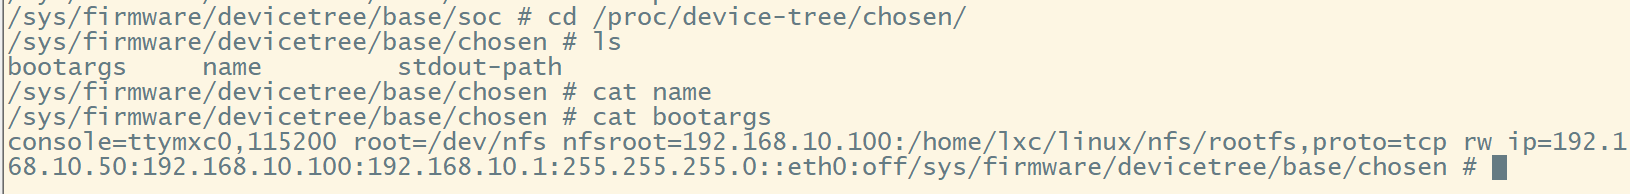 /sys/firmware/devicetree/base/soc # cd /proc/device-tree/chosen/
/sys/firmware/devicetree/base/chosen # ls
bootargs     name          stdout-path
/sys/firmware/devicetree/base/chosen # cat name
/sys/firmware/devicetree/base/chosen # cat bootargs
console=ttymxc0,115200 root=/dev/nfs nfsroot=192.168.10.100:/home/lxc/linux/nfs/rootfs,proto=tcp rw ip=192.1
68.10.50:192.168.10.100:192.168.10.1:255.255.255.0::eth0:off/sys/firmware/devicetree/base/chosen #